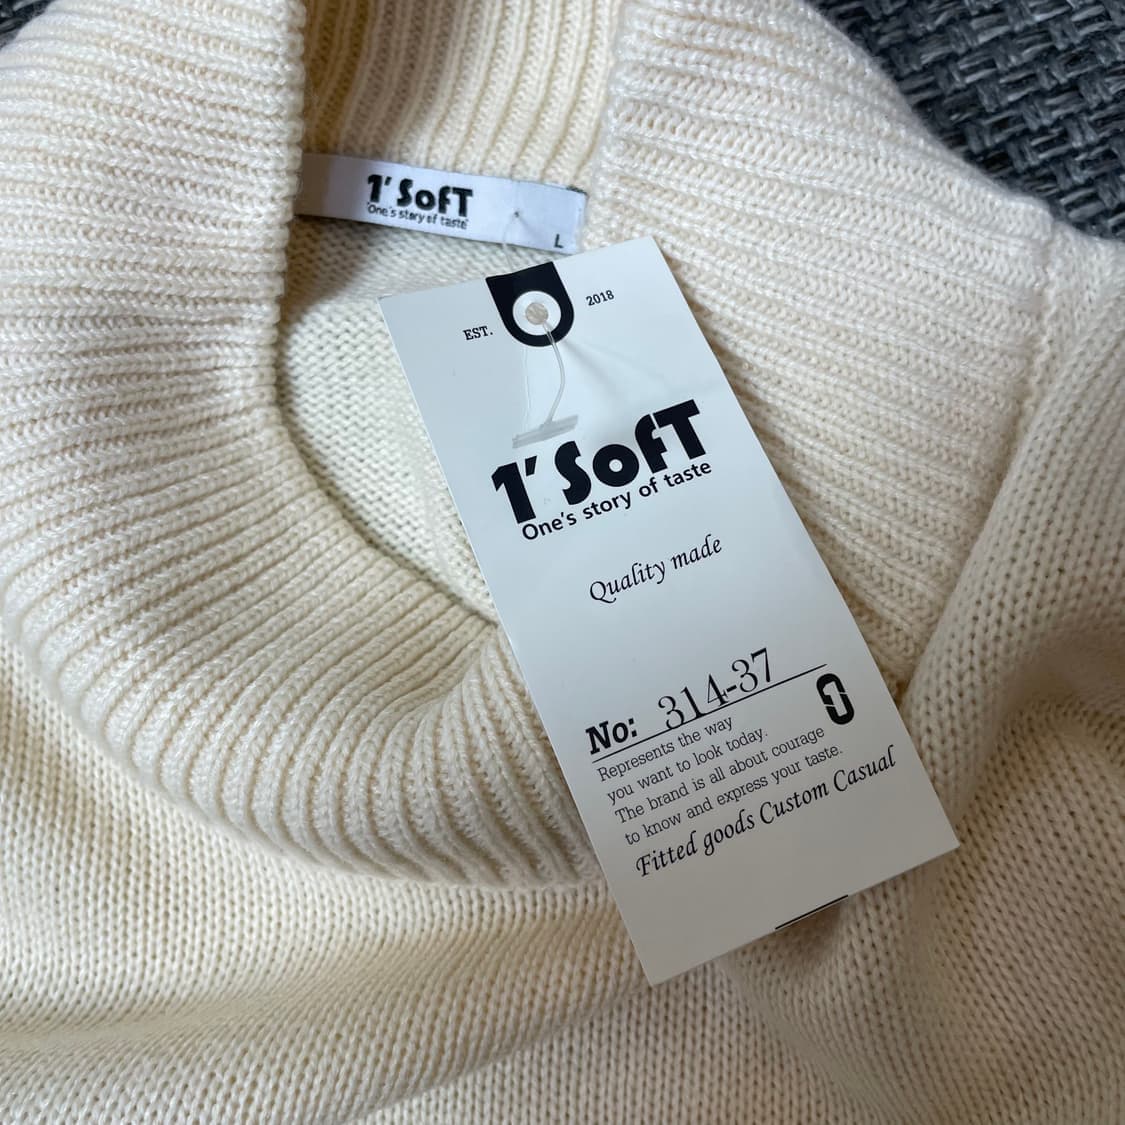 1' SofT
'One's story of taste'
L
EST. 2018
1' SofT
One's story of taste
Quality made
No: 314-37
Represents the way
you want to look today.
The brand is all about courage
to know and express your taste.
Fitted goods Custom Casual